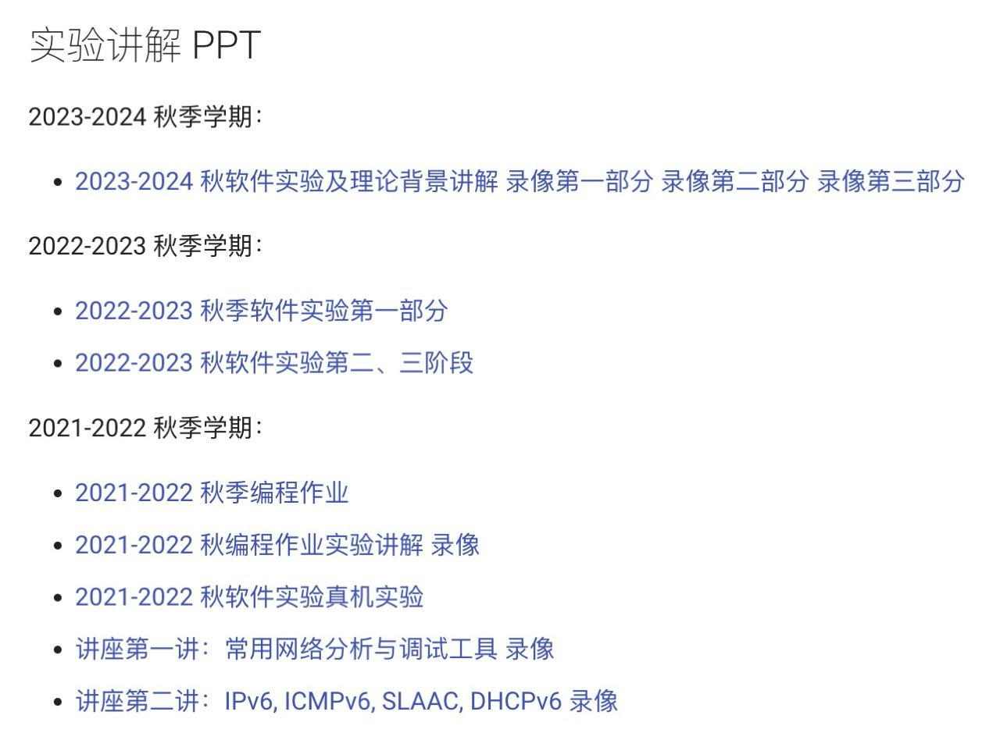 实验讲解 PPT
2023-2024 秋季学期：
2023-2024 秋软件实验及理论背景讲解 录像第一部分 录像第二部分 录像第三部分
2022-2023 秋季学期：
2022-2023 秋季软件实验第一部分
2022-2023 秋软件实验第二、三阶段
2021-2022 秋季学期：
2021-2022 秋季编程作业
2021-2022 秋编程作业实验讲解 录像
2021-2022 秋软件实验真机实验
讲座第一讲：常用网络分析与调试工具 录像
讲座第二讲：IPv6, ICMPv6, SLAAC, DHCPv6 录像